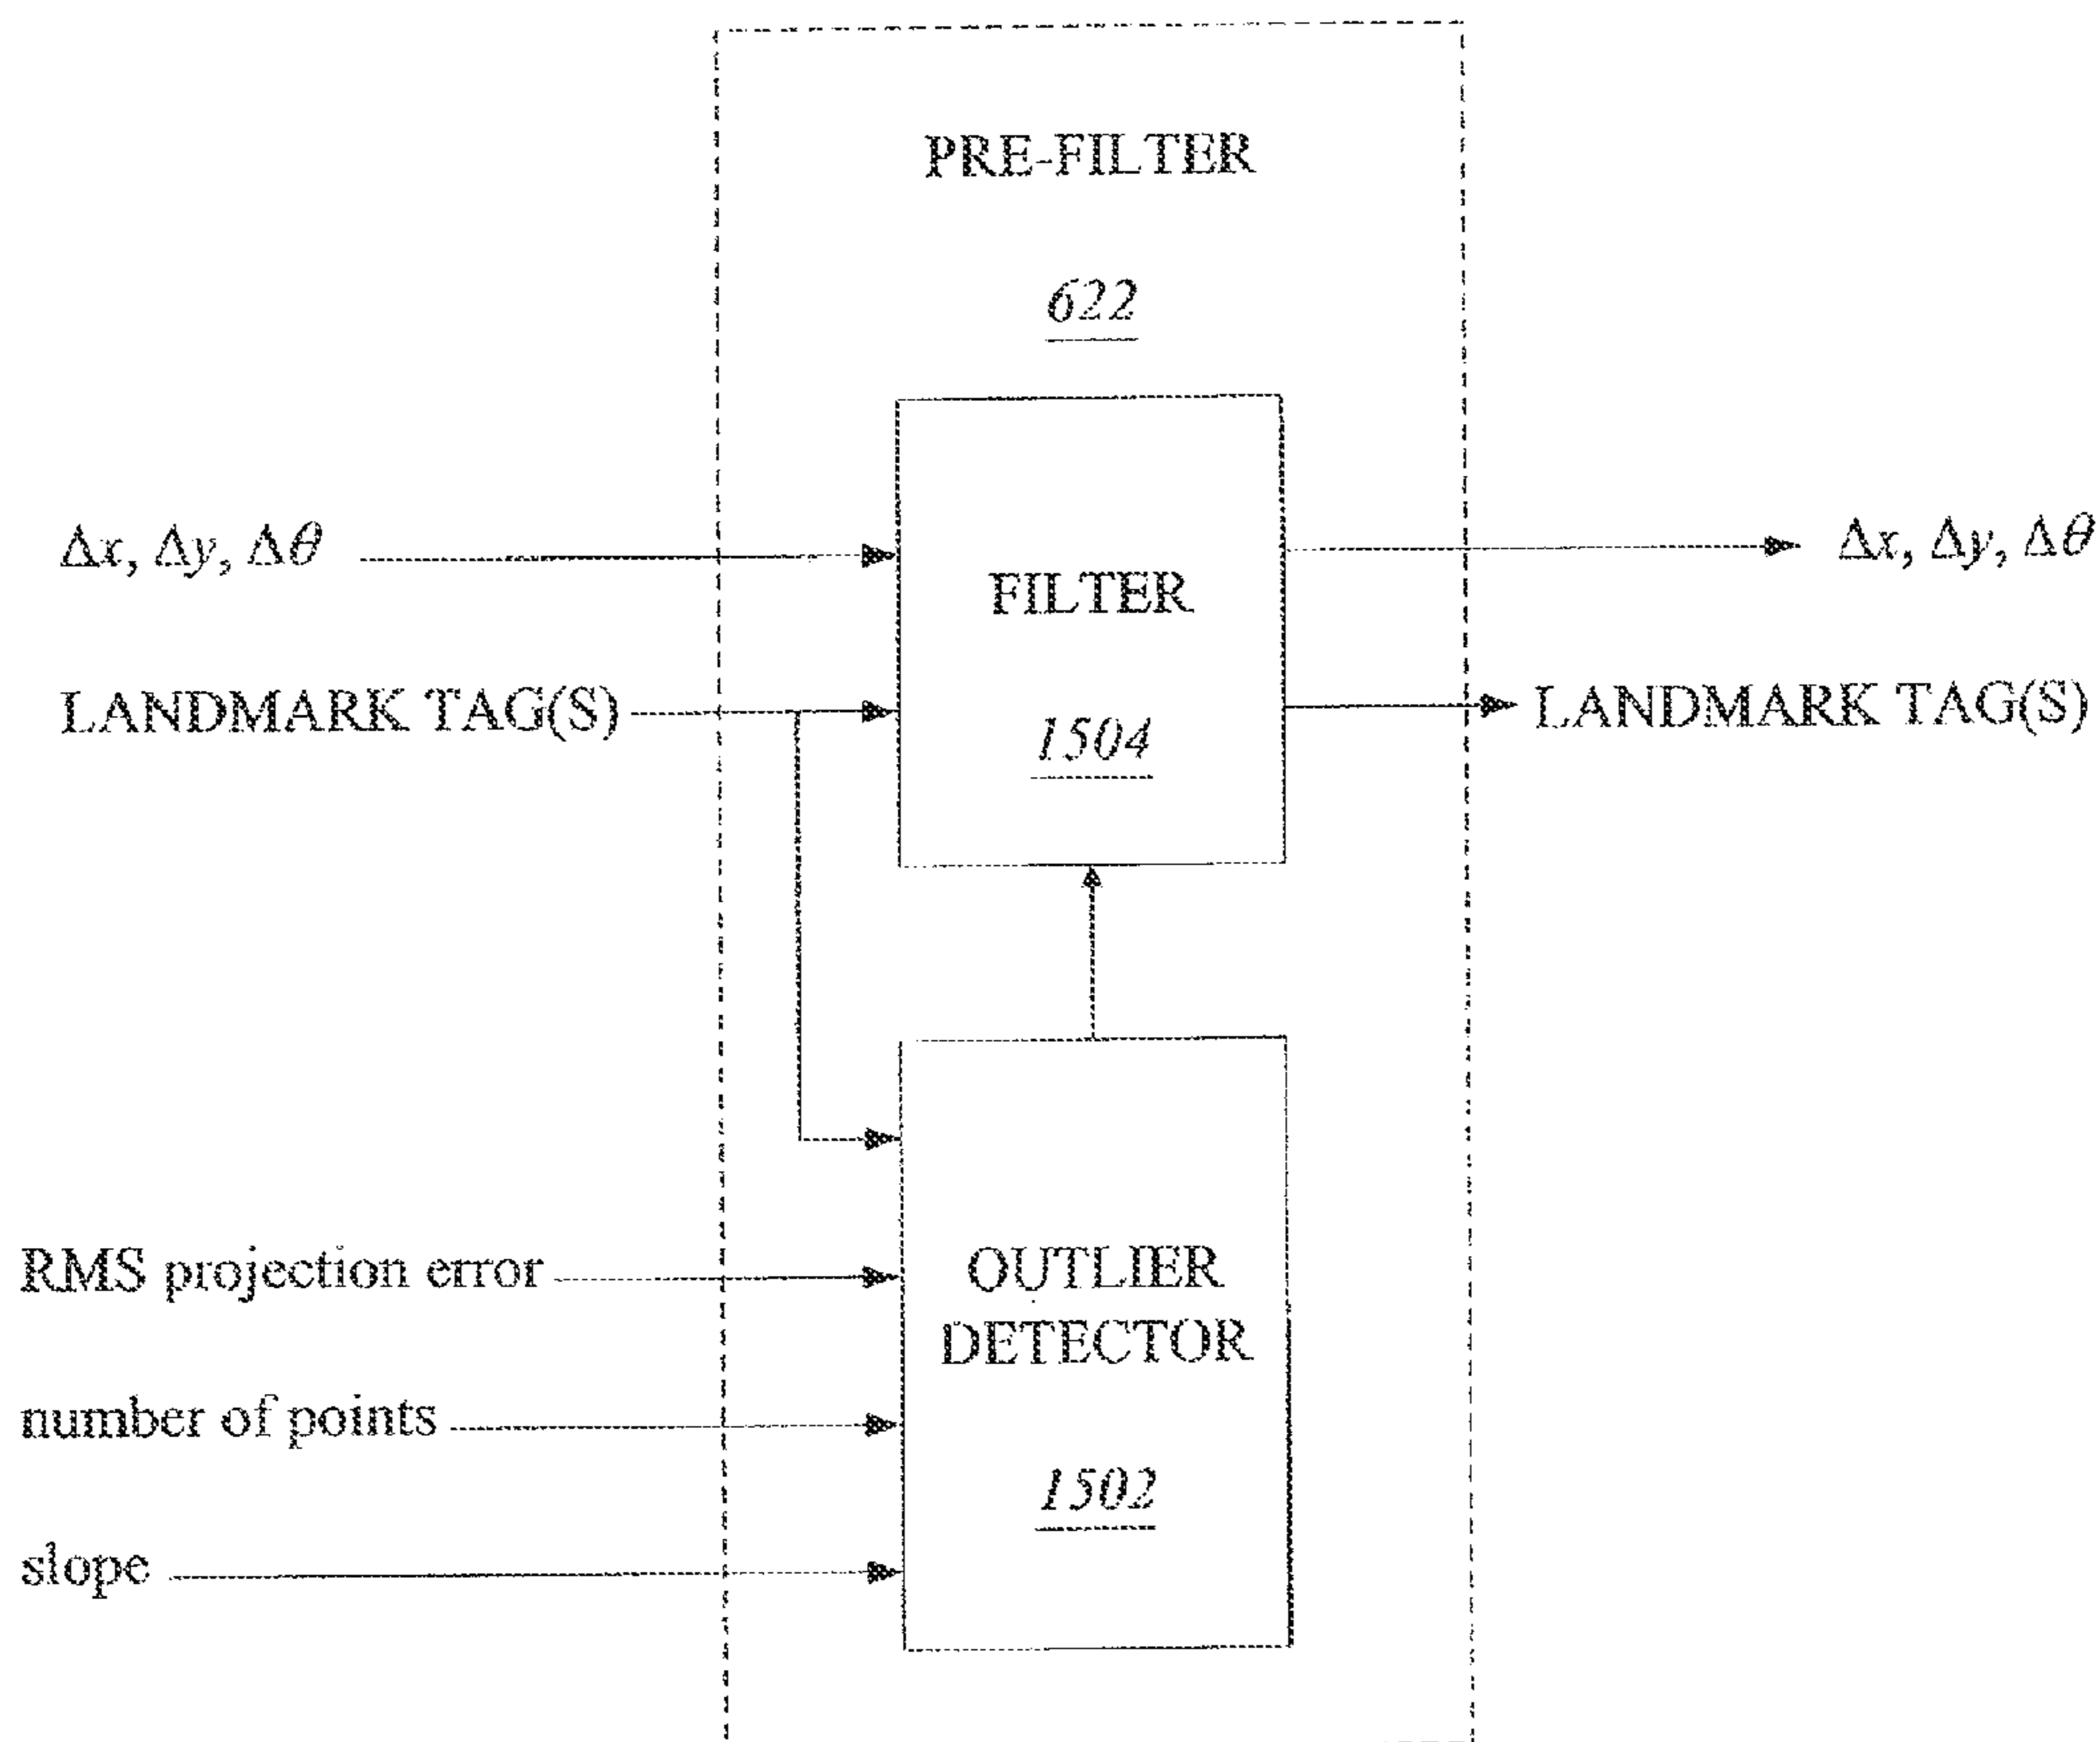 PRE-FILTER
622
Δx, Δy, Δθ
FILTER
Δx, Δy, Δθ
LANDMARK TAG(S)
1504
LANDMARK TAG(S)
RMS projection error
OUTLIER
DETECTOR
number of points
1502
slope